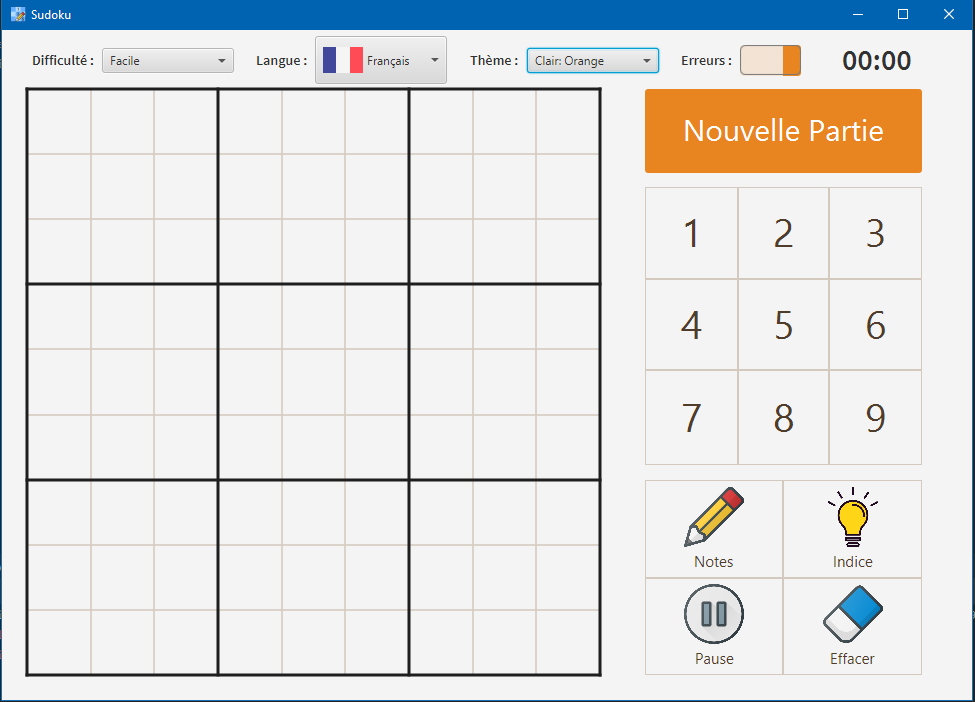 Sudoku
Difficulté : Facile Langue : Français Thème : Clair: Orange Erreurs : 00:00
Nouvelle Partie
1 2 3
4 5 6
7 8 9
Notes Indice
Pause Effacer